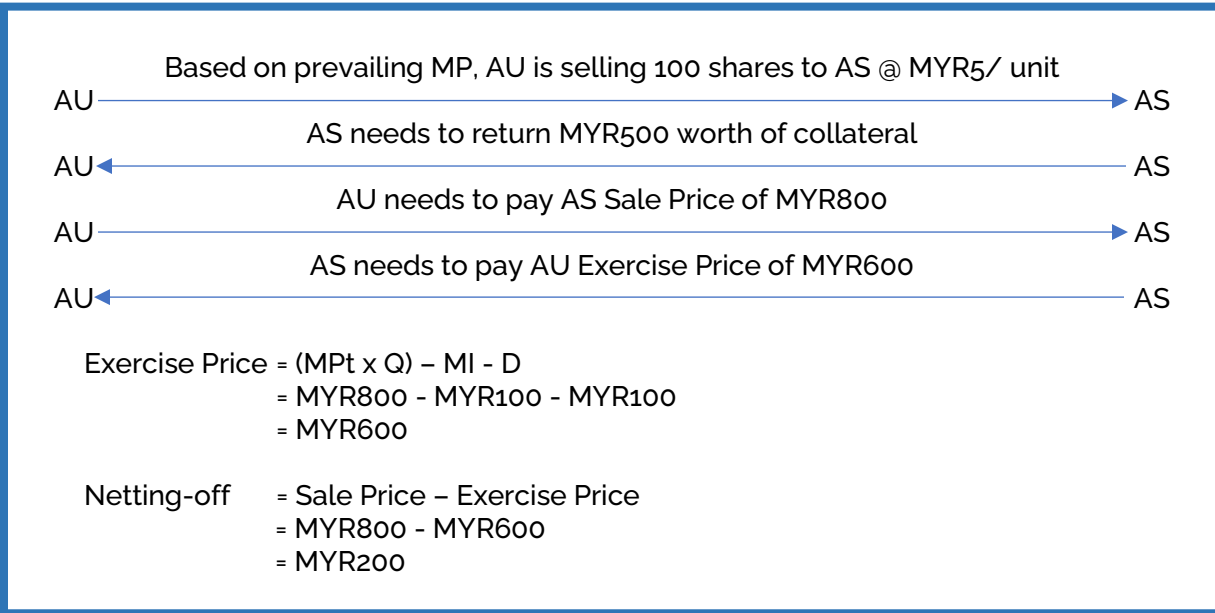 Based on prevailing MP, AU is selling 100 shares to AS @ MYR5/ unit
AU AS
AS needs to return MYR500 worth of collateral
AU AS
AU needs to pay AS Sale Price of MYR800
AU AS
AS needs to pay AU Exercise Price of MYR600
AU AS
Exercise Price = (MPt x Q) – MI - D
= MYR800 - MYR100 - MYR100
= MYR600
Netting-off = Sale Price – Exercise Price
= MYR800 - MYR600
= MYR200